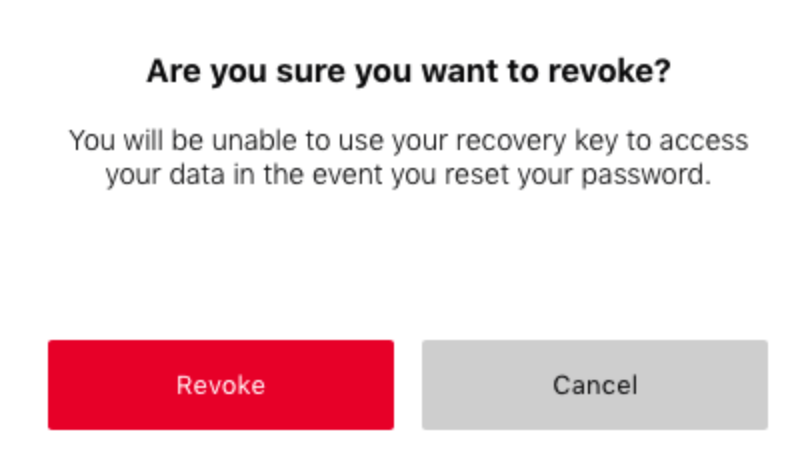 Are you sure you want to revoke?
You will be unable to use your recovery key to access
your data in the event you reset your password.
Revoke
Cancel